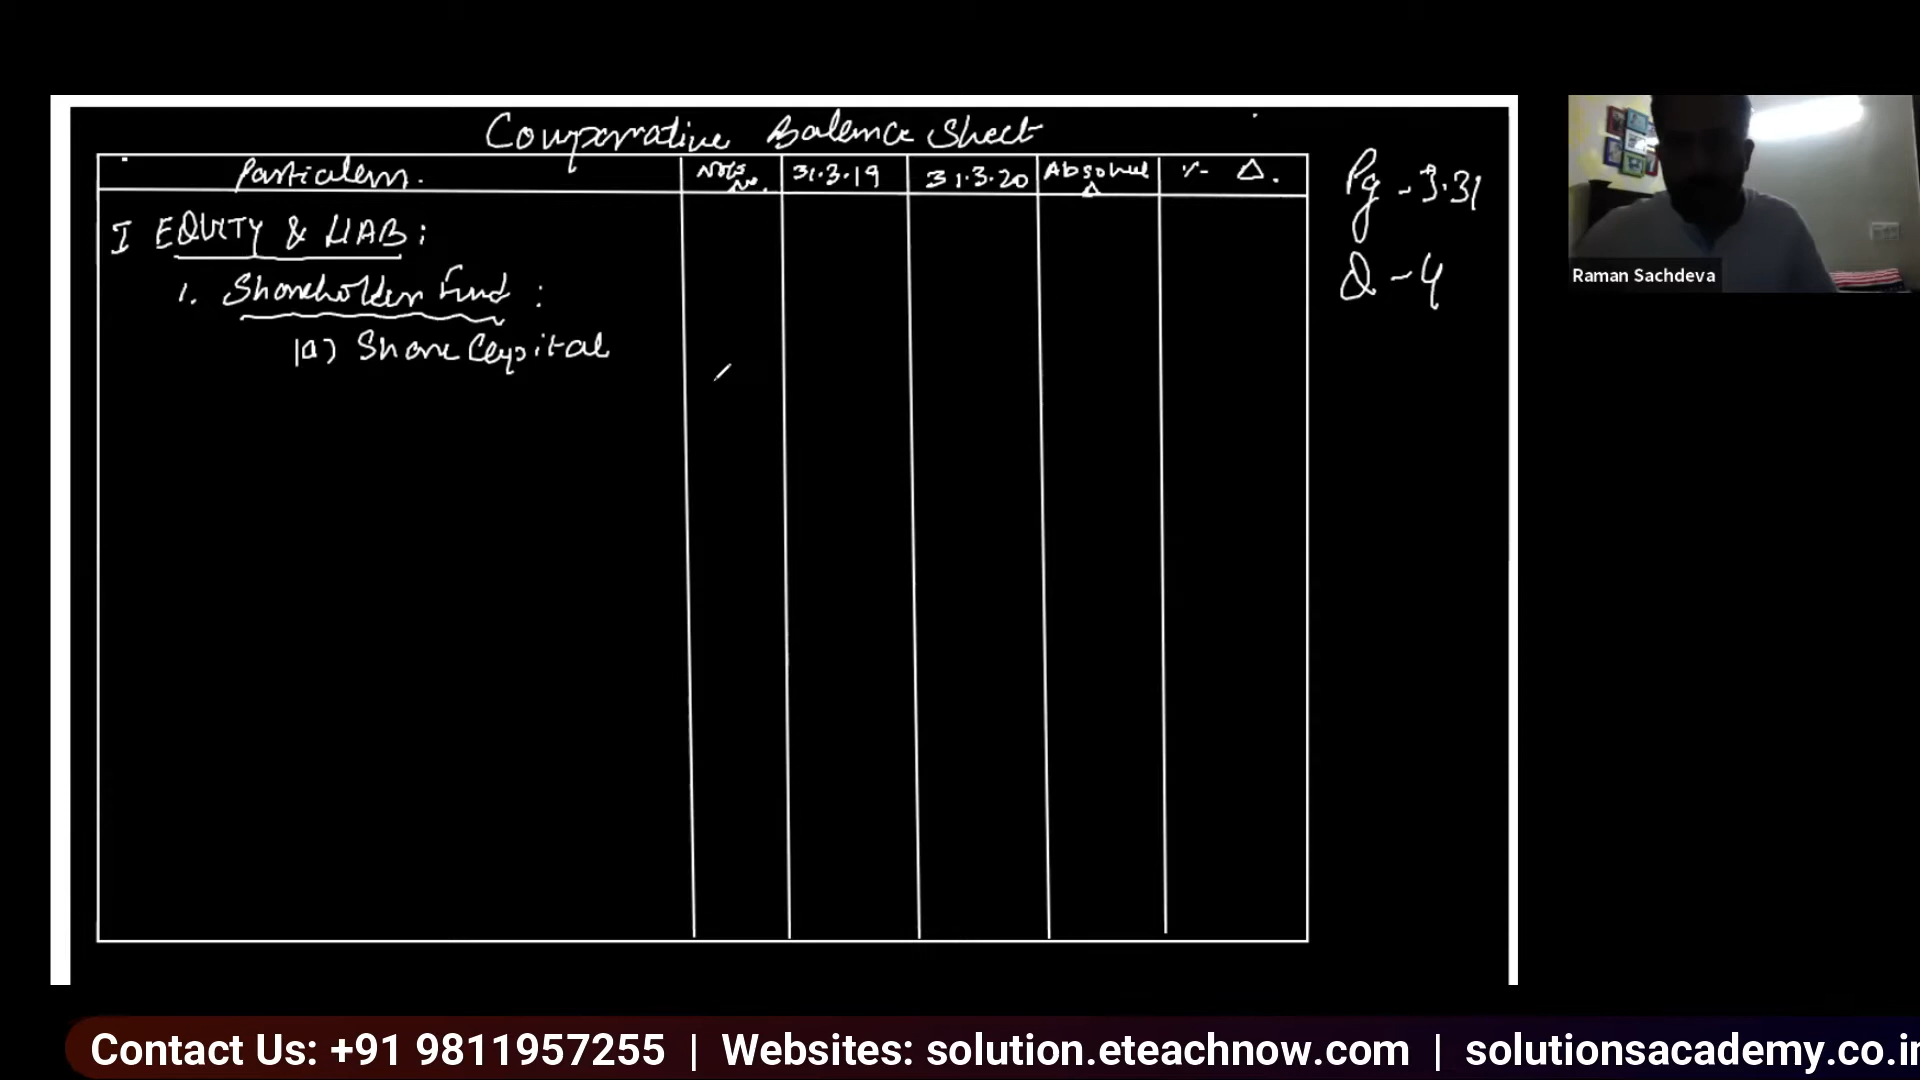 Comparative Balance Sheet
Particulars. Note No. 31.3.19 31.3.20 Absolute Δ %- Δ.
I EQUITY & LIAB:
1. Shareholder Fund:
(a) Share Capital
Pg - 3.31
Q - 4
Raman Sachdeva
Contact Us: +91 9811957255 | Websites: solution.eteachnow.com | solutionsacademy.co.in